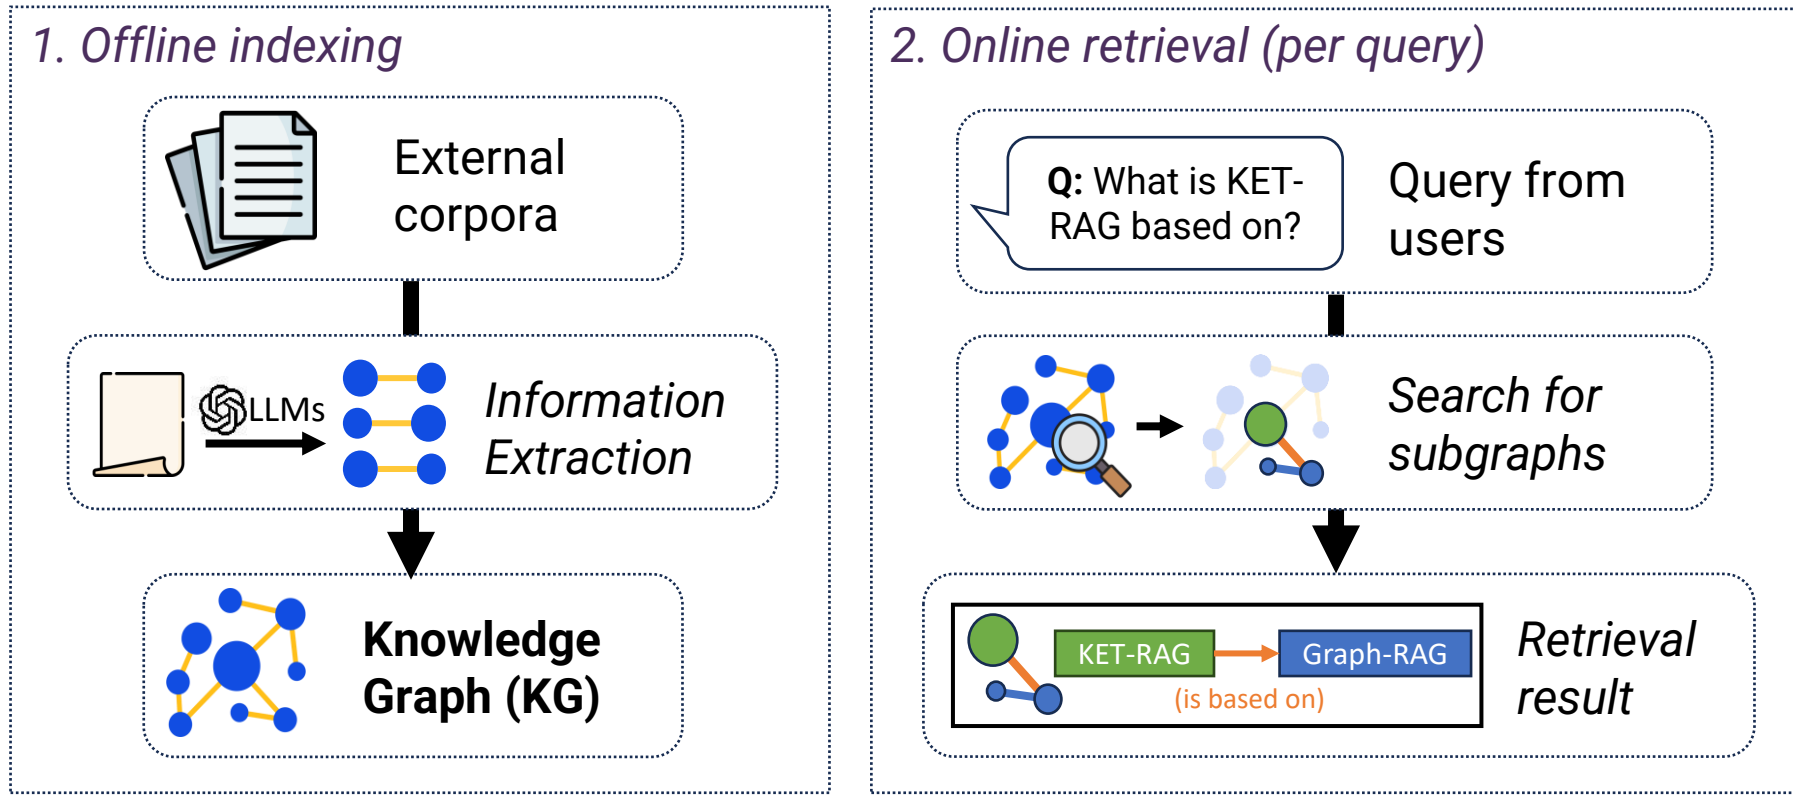 1. Offline indexing
External
corpora
LLMs
Information
Extraction
Knowledge
Graph (KG)
2. Online retrieval (per query)
Q: What is KET-
RAG based on?
Query from
users
Search for
subgraphs
KET-RAG
Graph-RAG
(is based on)
Retrieval
result